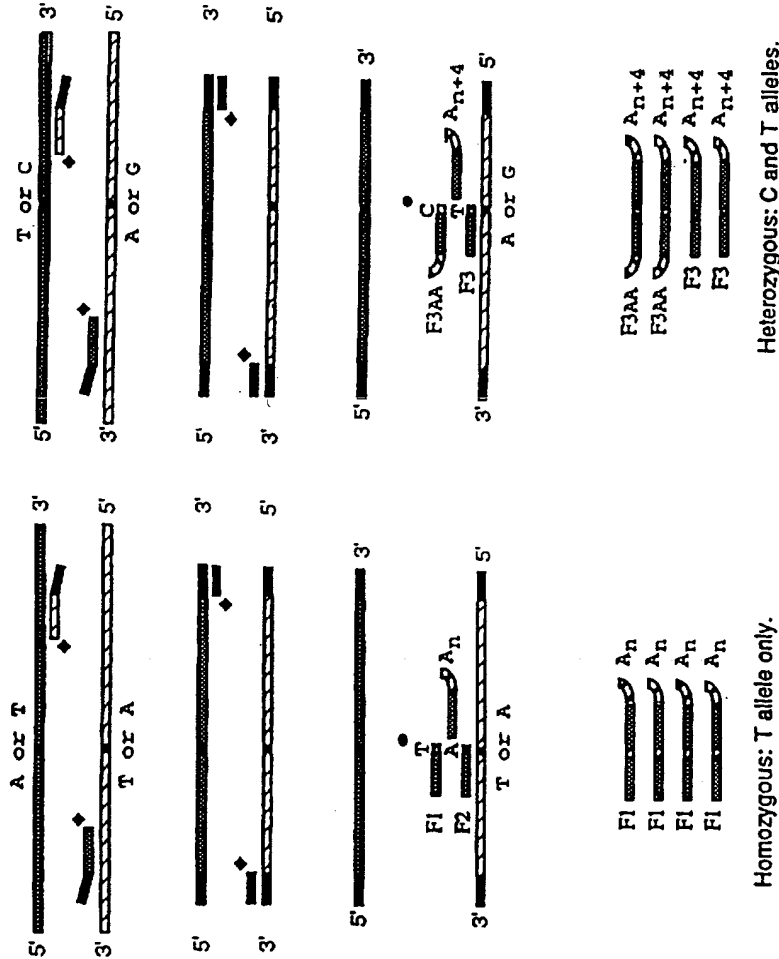 A or T
5' 3'
3' 5'
T or A
5' 3'
3' 5'
5' 3'
F1 T
A An
F2
3' 5'
T or A
F1 An
F1 An
F1 An
F1 An
Homozygous: T allele only.
T or C
5' 3'
3' 5'
A or G
5' 3'
3' 5'
5' 3'
F3AA C
T An+4
F3
3' 5'
A or G
F3AA An+4
F3AA An+4
F3 An+4
F3 An+4
Heterozygous: C and T alleles.